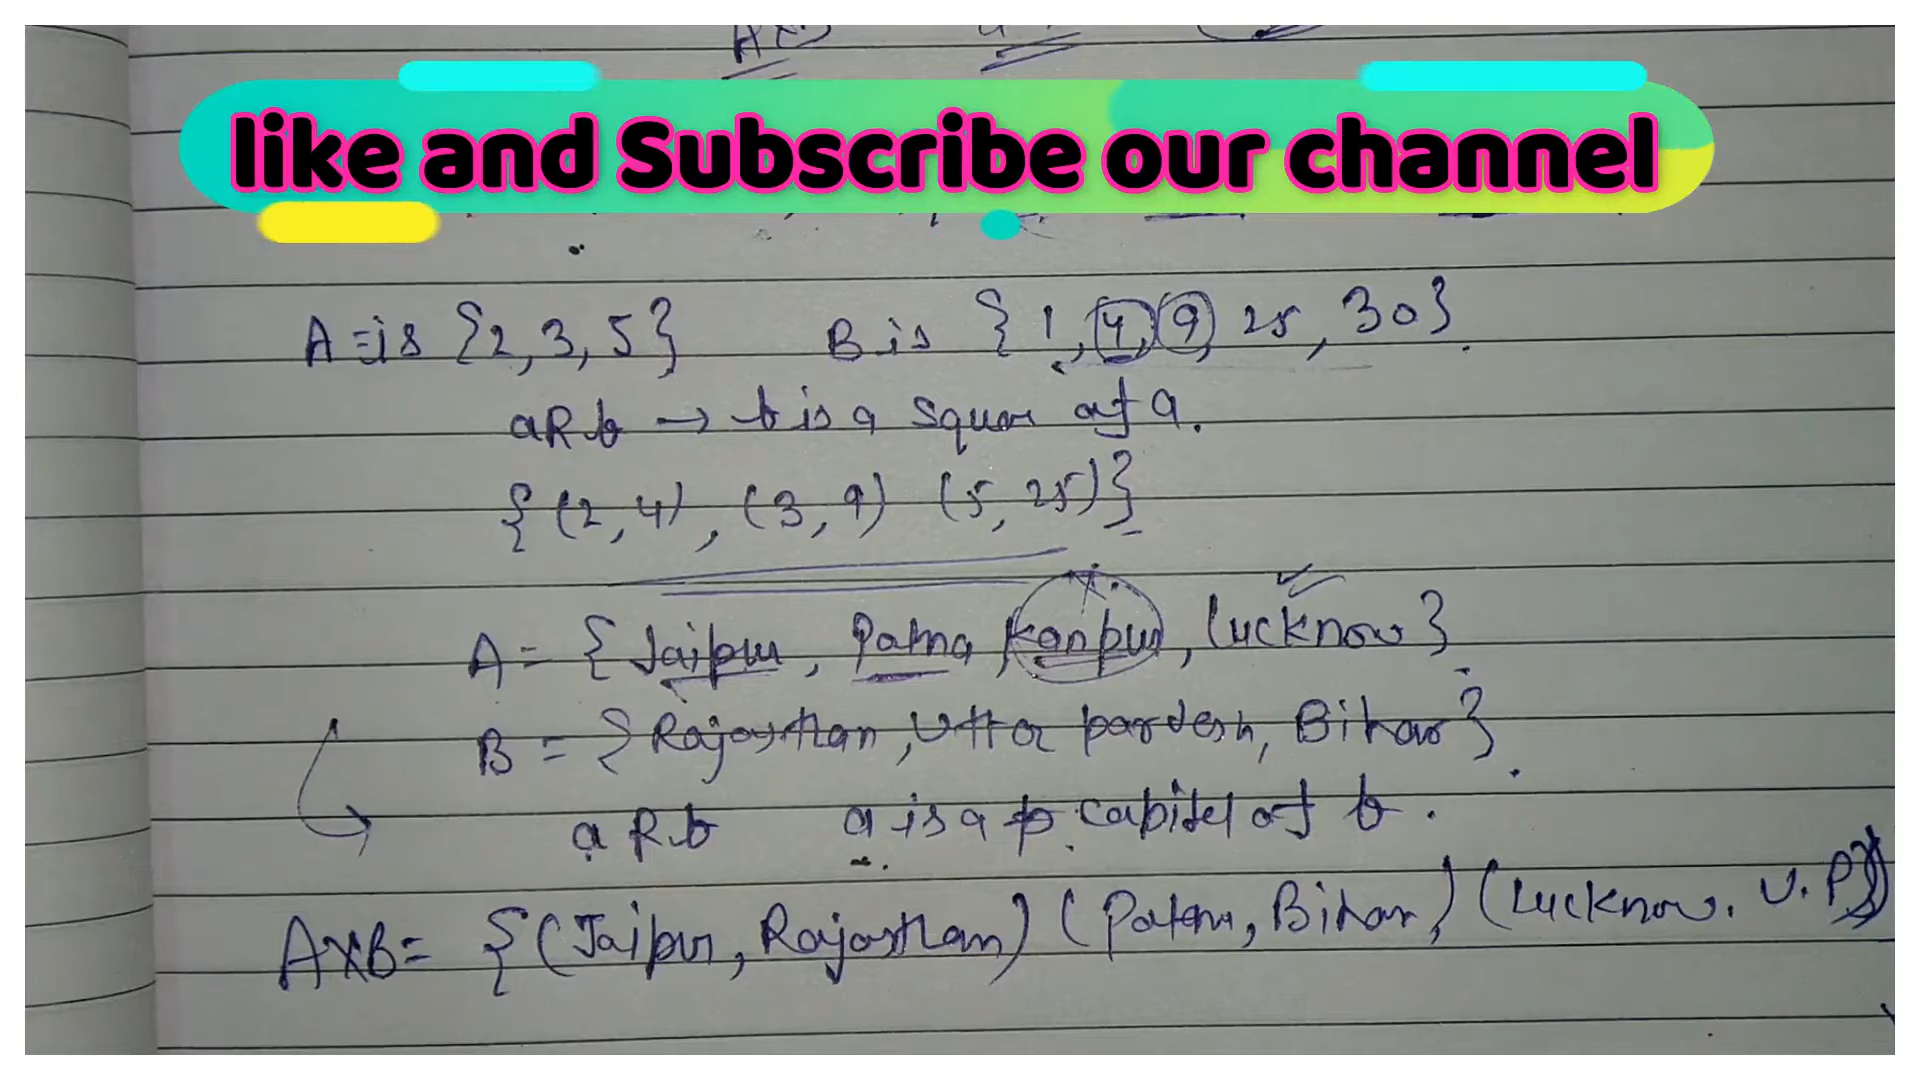 like and Subscribe our channel
A = is {2, 3, 5} B is {1, 4, 9, 25, 30}.
aRb → b is a squar of a.
{(2, 4), (3, 9) (5, 25)}
A = {Jaipur, Patna, Kanpur, Lucknow}.
B = {Rajasthan, Uttar pardesh, Bihar}.
a R b a is a capital of b.
A×B = {(Jaipur, Rajasthan) (Patna, Bihar) (Lucknow, U.P)}